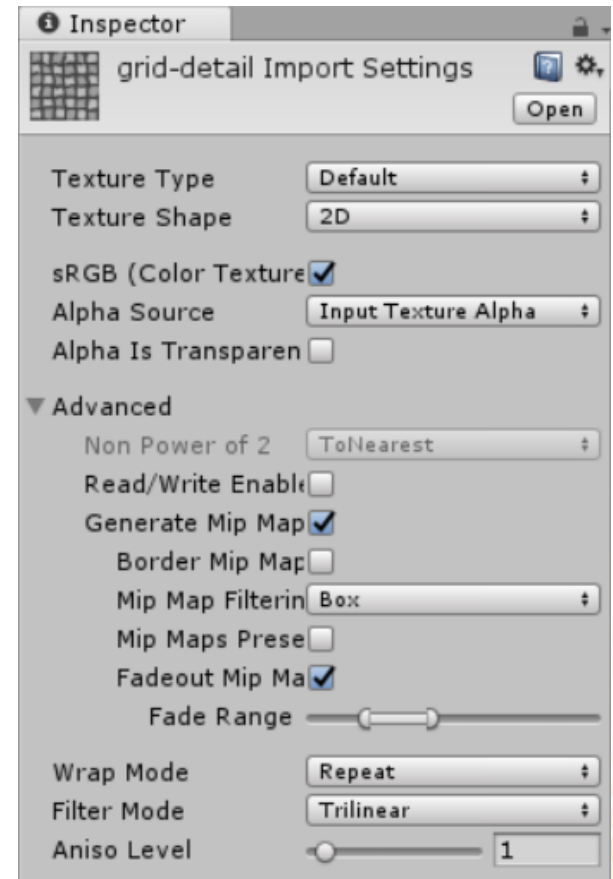 Inspector
grid-detail Import Settings
Open
Texture Type Default
Texture Shape 2D
sRGB (Color Texture
Alpha Source Input Texture Alpha
Alpha Is Transparen
Advanced
Non Power of 2 ToNearest
Read/Write Enable
Generate Mip Map
Border Mip Map
Mip Map Filterin Box
Mip Maps Prese
Fadeout Mip Ma
Fade Range
Wrap Mode Repeat
Filter Mode Trilinear
Aniso Level 1